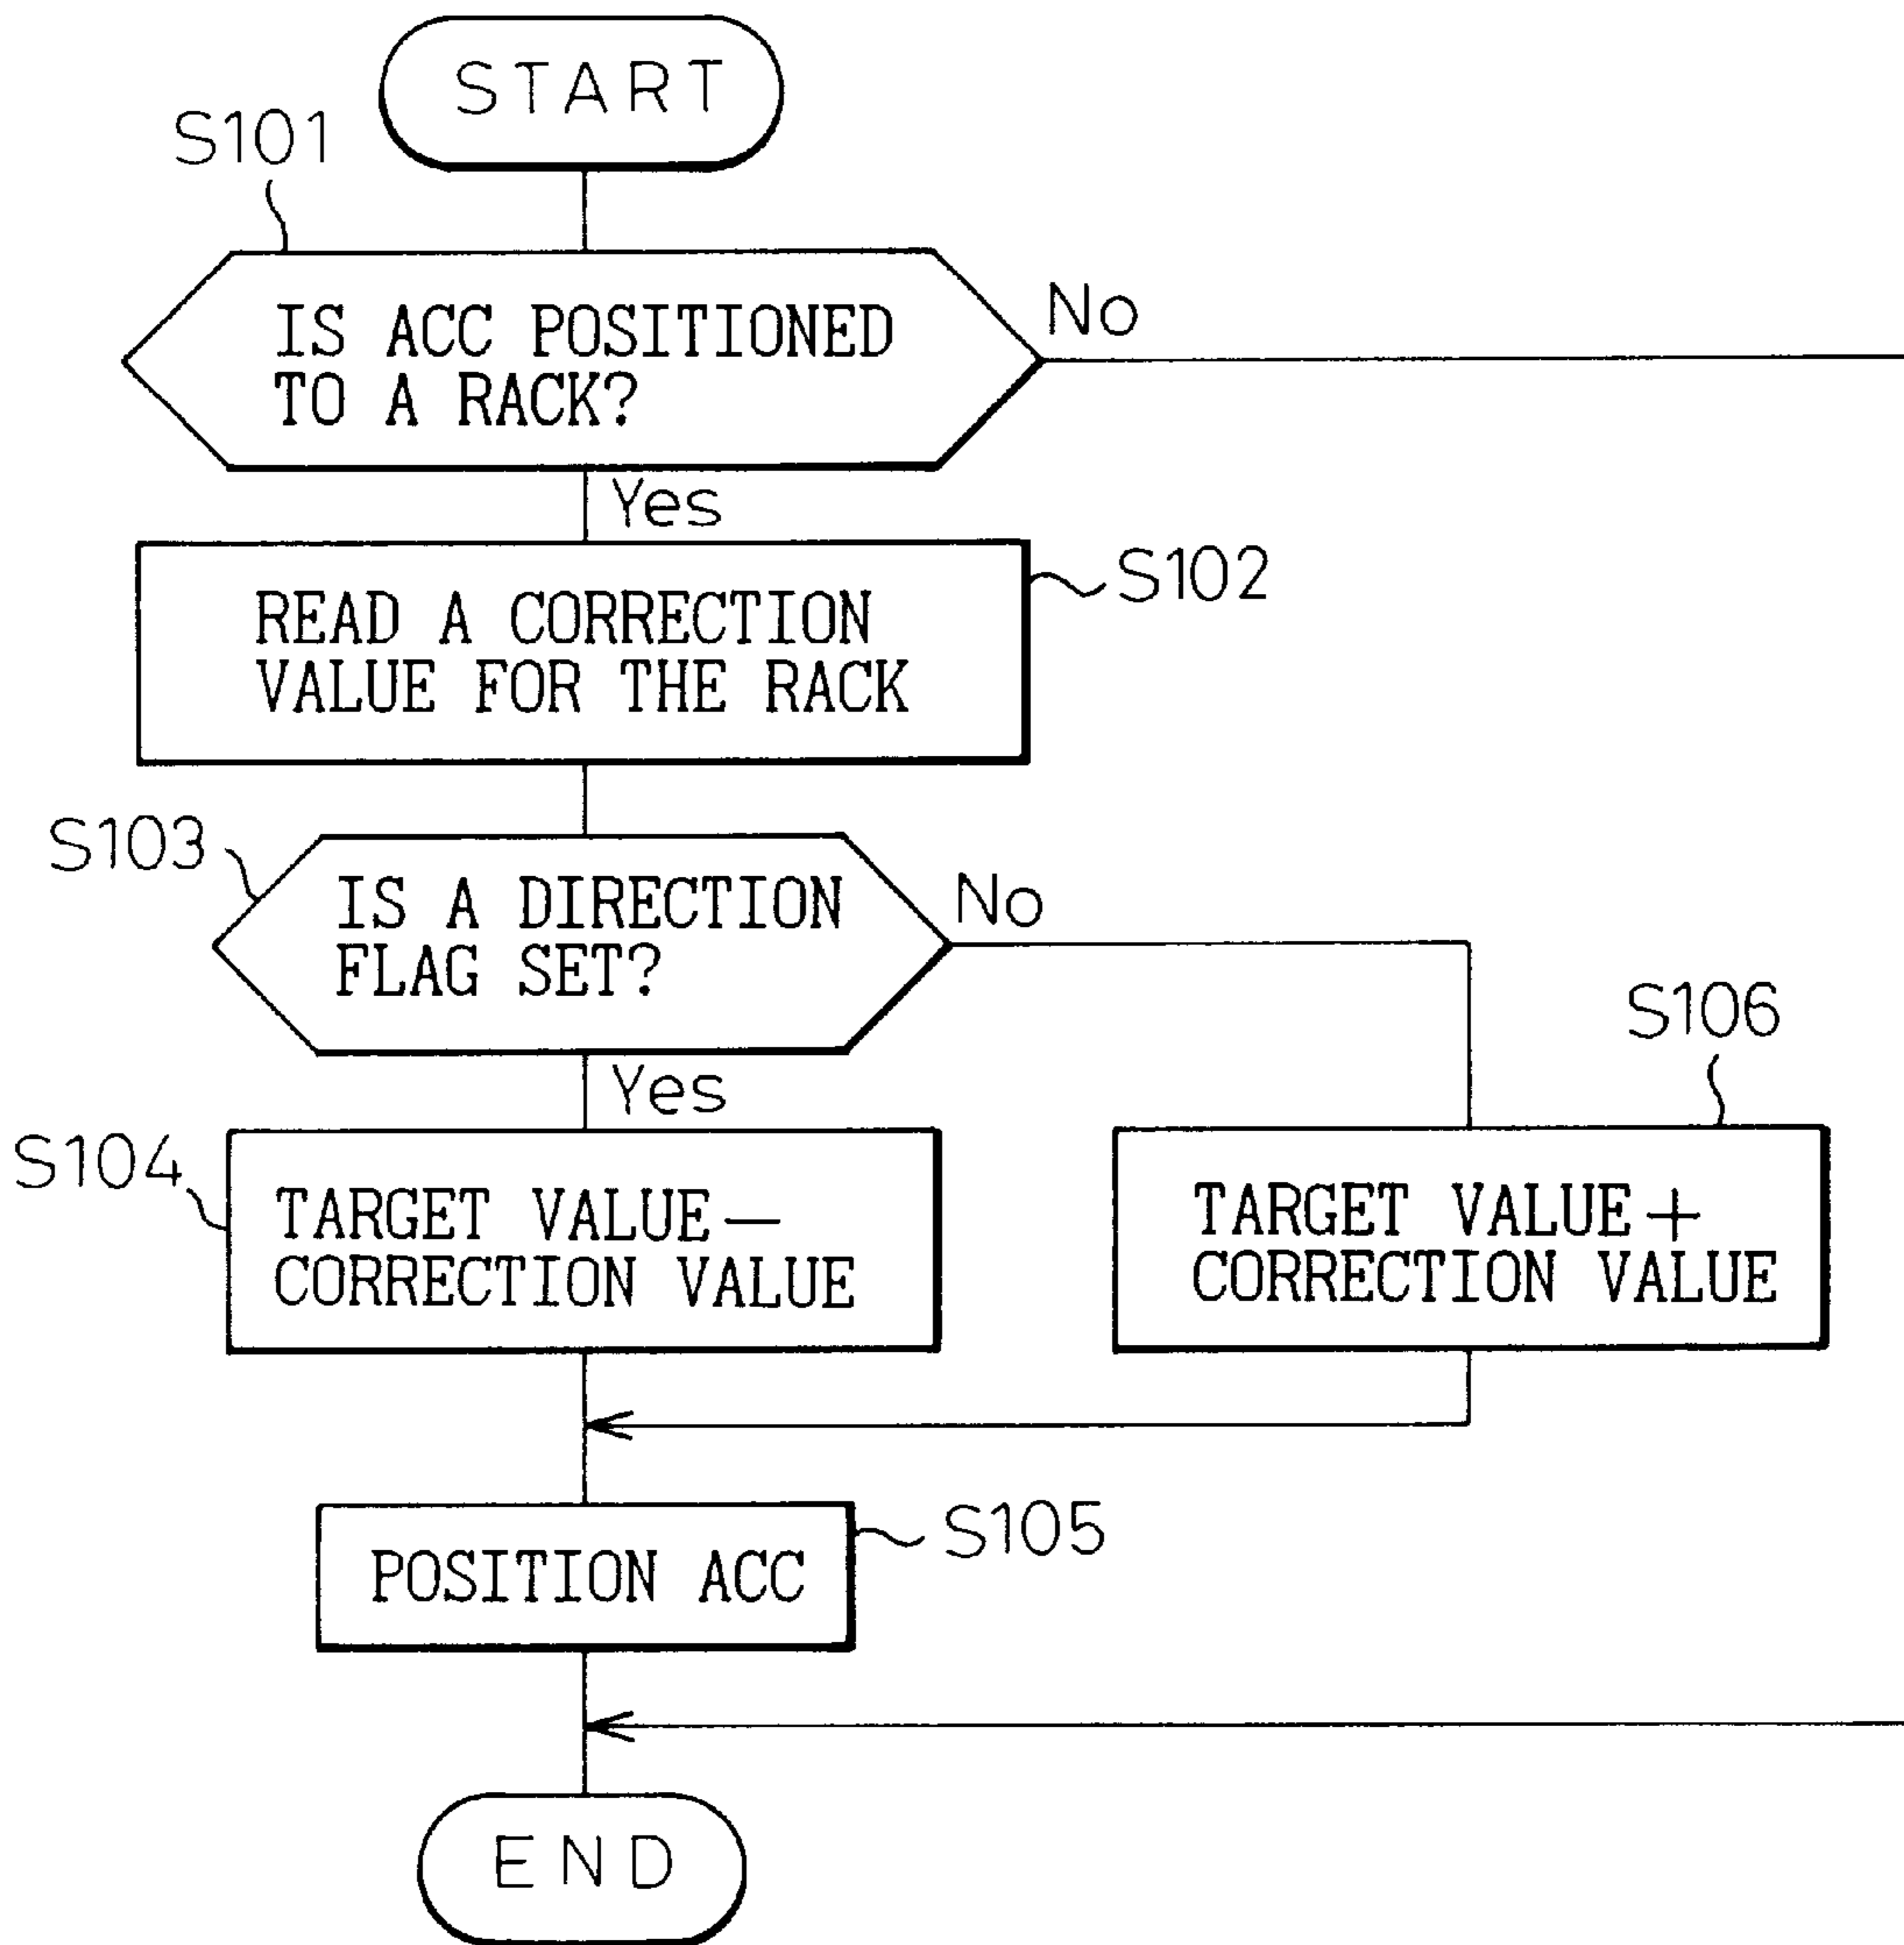 START
S101
IS ACC POSITIONED
TO A RACK?
No
Yes
READ A CORRECTION
VALUE FOR THE RACK
S102
S103
IS A DIRECTION
FLAG SET?
No
Yes
S104
TARGET VALUE —
CORRECTION VALUE
S106
TARGET VALUE +
CORRECTION VALUE
POSITION ACC
S105
END